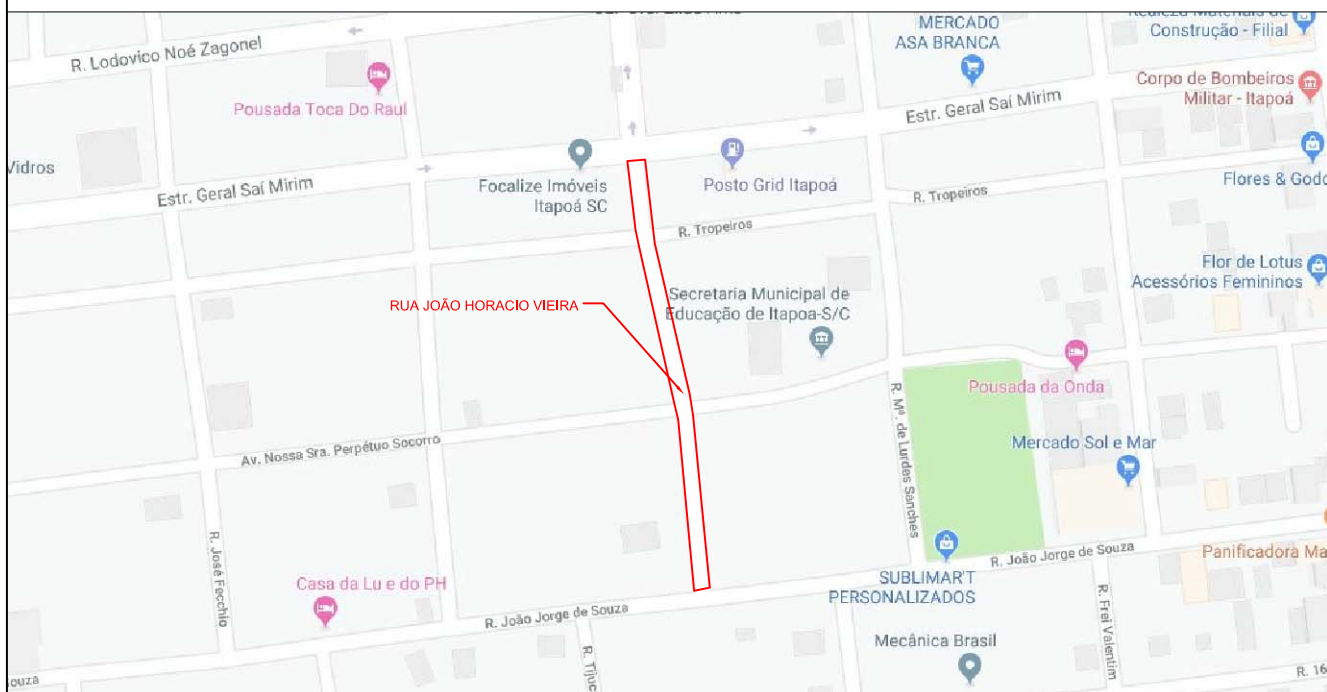 R. Lodovico Noé Zagonel
MERCADO
ASA BRANCA
Construção - Filial
Pousada Toca Do Raul
Corpo de Bombeiros
Militar - Itapoá
Estr. Geral Saí Mirim
Vidros
Estr. Geral Saí Mirim
Focalize Imóveis
Itapoá SC
Posto Grid Itapoá
Flores & Godo
R. Tropeiros
R. Tropeiros
RUA JOÃO HORACIO VIEIRA
Secretaria Municipal de
Educação de Itapoa-S/C
Flor de Lotus
Acessórios Femininos
Pousada da Onda
R. Mª. de Lurdes Sanches
Mercado Sol e Mar
Av. Nossa Sra. Perpétuo Socorro
R. José Fecchio
Casa da Lu e do PH
R. João Jorge de Souza
R. João Jorge de Souza
SUBLIMAR'T
PERSONALIZADOS
Panificadora Ma
R. Frei Valentim
Mecânica Brasil
R. Tijuc
ouza
R. 16